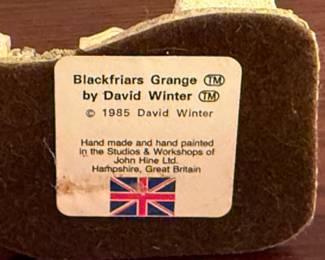 Blackfriars Grange TM
by David Winter TM
© 1985 David Winter
Hand made and hand painted
in the Studios & Workshops of
John Hine Ltd.
Hampshire, Great Britain